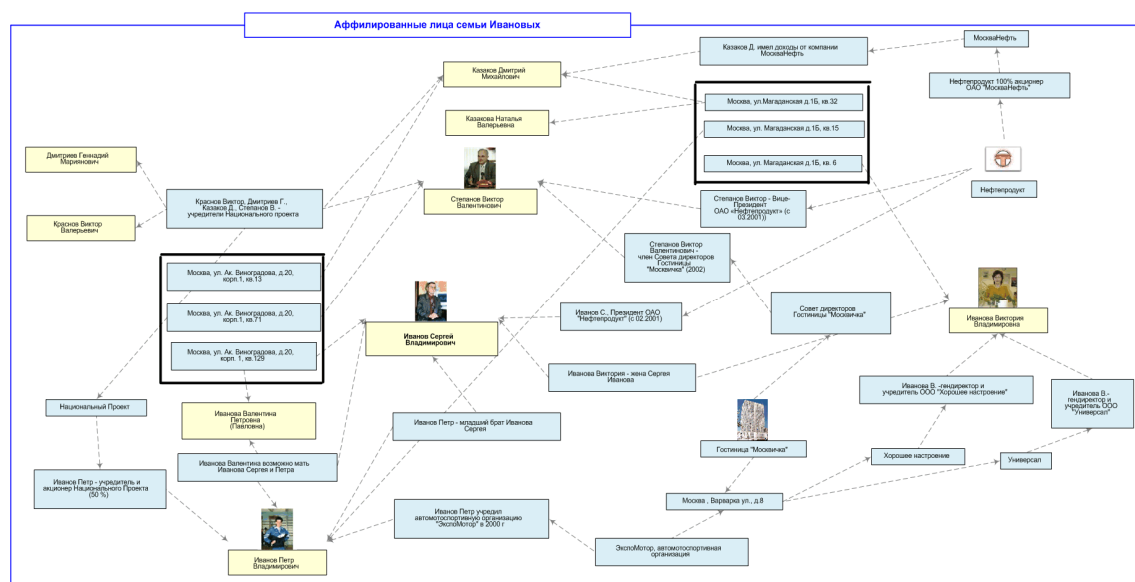 Аффилированные лица семьи Ивановых
МоскваНефть
Казаков Д. имел доходы от компании
МоскваНефть
Казаков Дмитрий
Михайлович
Нефтепродукт 100% акционер
ОАО "МоскваНефть"
Москва, ул.Магаданская д.1Б, кв.32
Казакова Наталья
Валерьевна
Москва, ул. Магаданская д.1Б, кв.15
Дмитриев Геннадий
Мариянович
Москва, ул. Магаданская д.1Б, кв. 6
Нефтепродукт
Краснов Виктор, Дмитриев Г.,
Казаков Д., Степанов В. -
учредители Национального проекта
Степанов Виктор
Валентинович
Степанов Виктор - Вице-
Президент
ОАО «Нефтепродукт» (с
03.2001))
Краснов Виктор
Валерьевич
Степанов Виктор
Валентинович -
член Совета директоров
Гостиницы
"Москвичка" (2002)
Москва, ул. Ак. Виноградова, д.20,
корп.1, кв.13
Москва, ул. Ак. Виноградова, д.20,
корп.1, кв.71
Москва, ул. Ак. Виноградова, д.20,
корп. 1, кв.129
Иванов Сергей
Владимирович
Иванов С., Президент ОАО
"Нефтепродукт" (с 02.2001)
Совет директоров
Гостиницы "Москвичка"
Иванова Виктория
Владимировна
Иванова Виктория - жена Сергея
Иванова
Иванова В. -гендиректор и
учредитель ООО "Хорошее настроение"
Иванова В.-
гендиректор и
учредитель ООО
"Универсал"
Национальный Проект
Иванова Валентина
Петровна
(Павловна)
Иванов Петр - младший брат Иванова
Сергея
Гостиница "Москвичка"
Хорошее настроение
Универсал
Иванова Валентина возможно мать
Иванова Сергея и Петра
Иванов Петр - учредитель и
акционер Национального Проекта
(50 %)
Москва , Варварка ул., д.8
Иванов Петр учредил
автомотоспортивную организацию
"ЭкспоМотор" в 2000 г
ЭкспоМотор, автомотоспортивная
организация
Иванов Петр
Владимирович